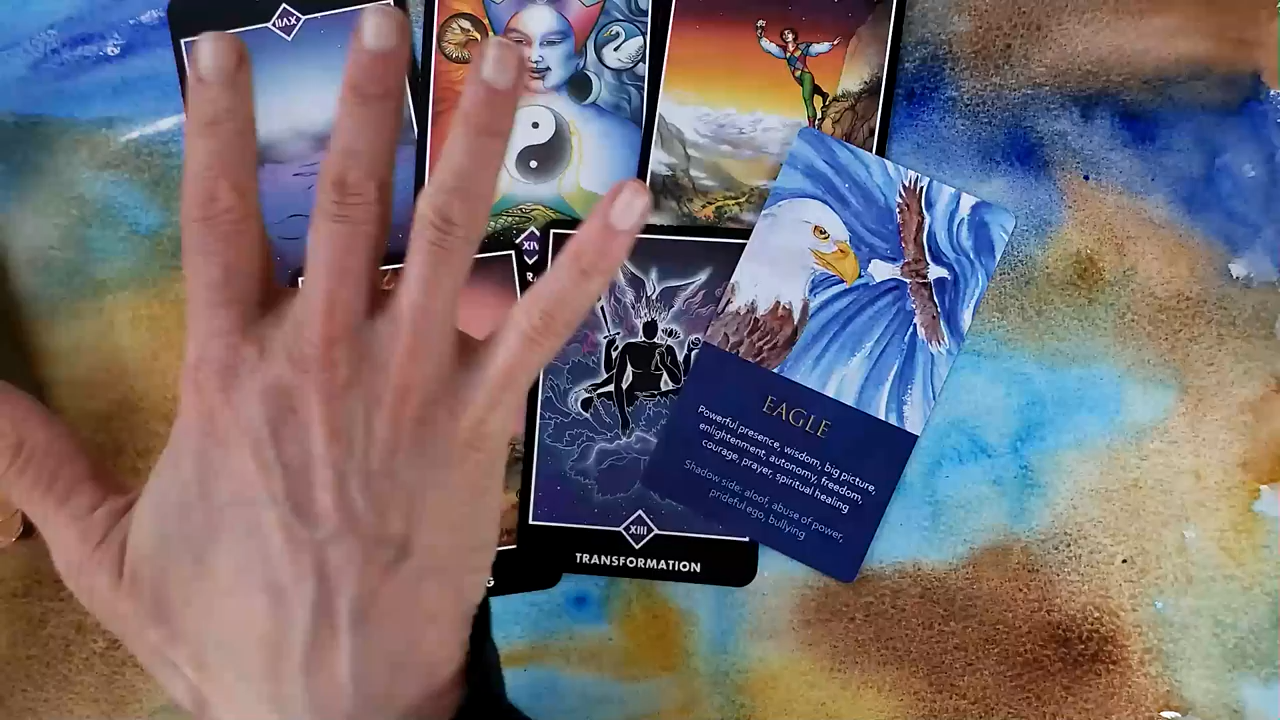 XVII
XIV
EAGLE
Powerful presence, wisdom, big picture,
enlightenment, autonomy, freedom,
courage, prayer, spiritual healing
Shadow side: aloof, abuse of power,
prideful ego, bullying
XIII
TRANSFORMATION